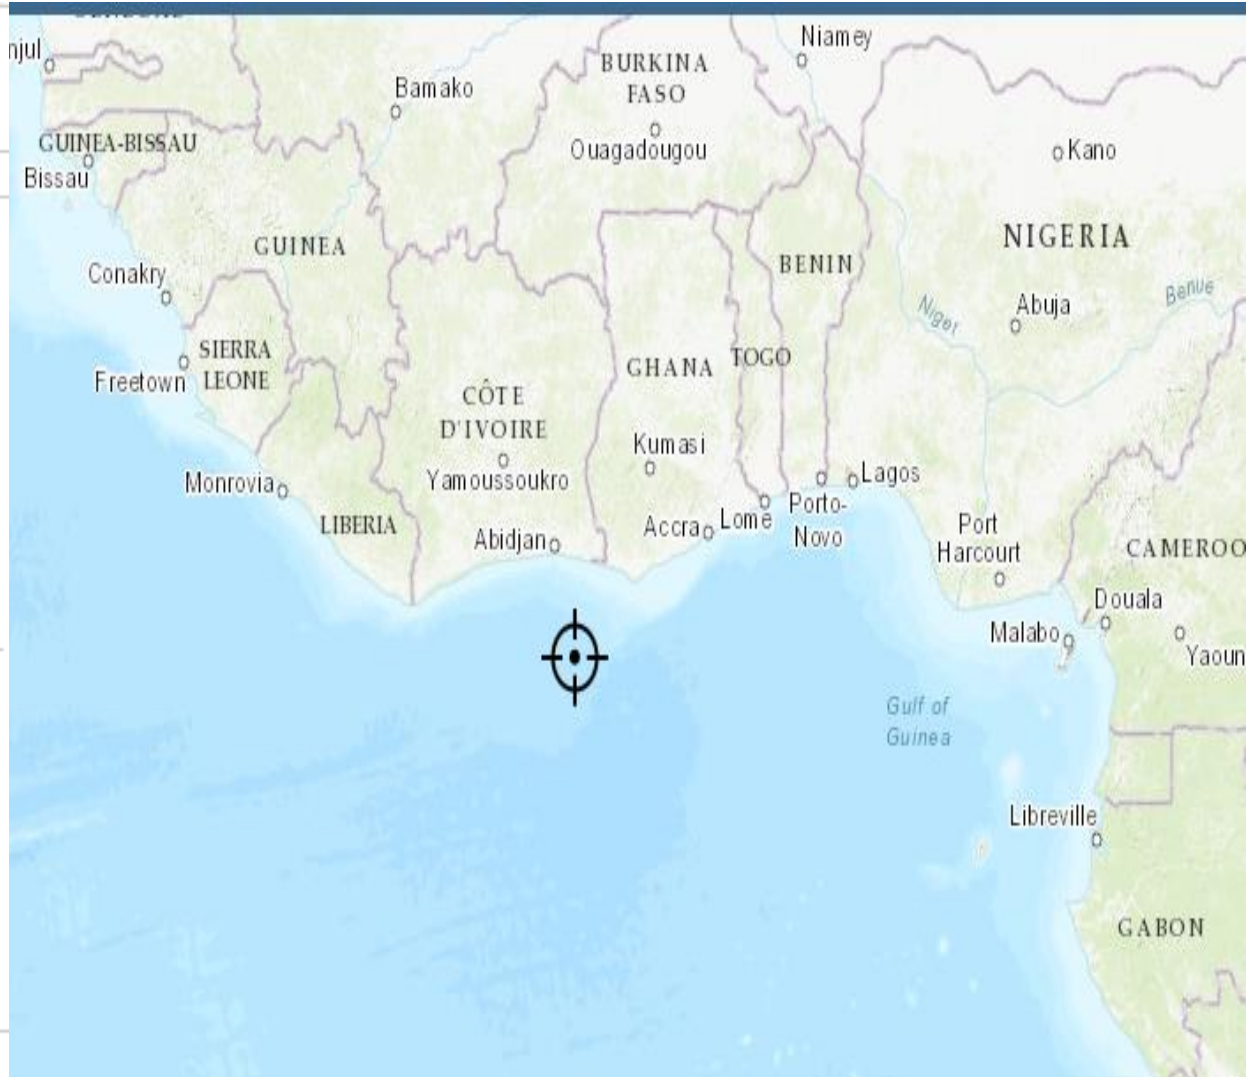 njul
Niamey
BURKINA
FASO
Bamako
Ouagadougou
Kano
GUINEA-BISSAU
Bissau
GUINEA
NIGERIA
BENIN
Conakry
Niger
Abuja
Benue
SIERRA
LEONE
Freetown
GHANA
TOGO
CÔTE
D'IVOIRE
Kumasi
Yamoussoukro
Monrovia
Lagos
LIBERIA
Abidjan
Accra
Lomé
Porto-
Novo
Port
Harcourt
CAMEROO
Douala
Malabo
Yaoun
Gulf of
Guinea
Libreville
GABON